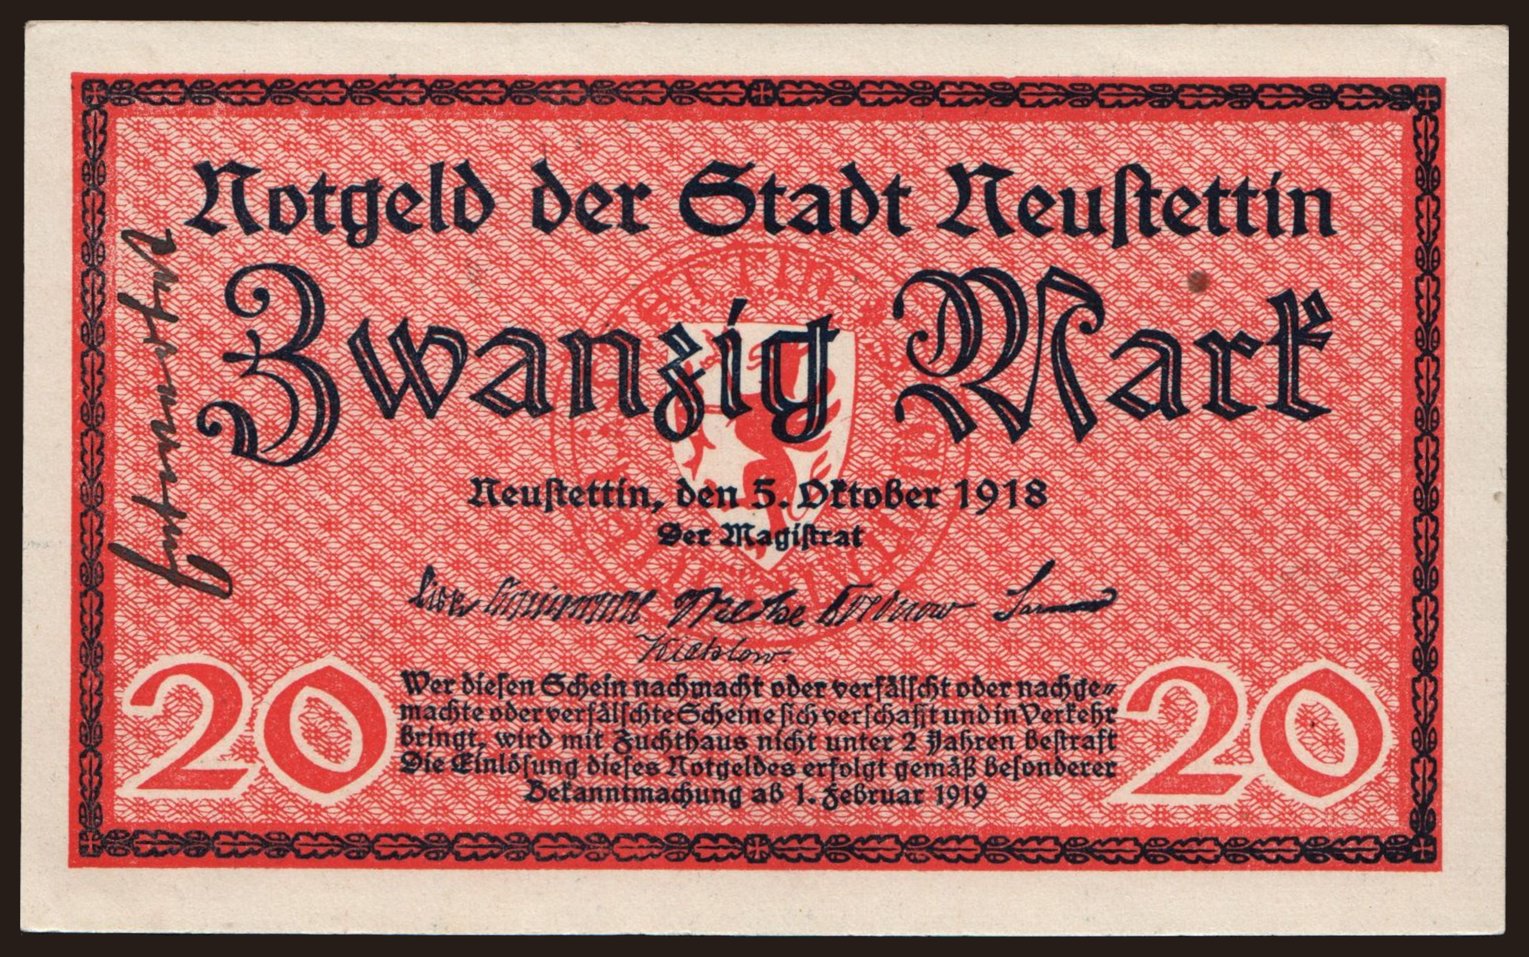 Notgeld der Stadt Neustettin
Zwanzig Mark
Neustettin, den 5. Oktober 1918
Der Magistrat
20
Wer diesen Schein nachmacht oder verfälscht oder nachge-
machte oder verfälschte Scheine sich verschafft und in Verkehr
bringt, wird mit Zuchthaus nicht unter 2 Jahren bestraft
Die Einlösung dieses Notgeldes erfolgt gemäß besonderer
Bekanntmachung ab 1. Februar 1919
20